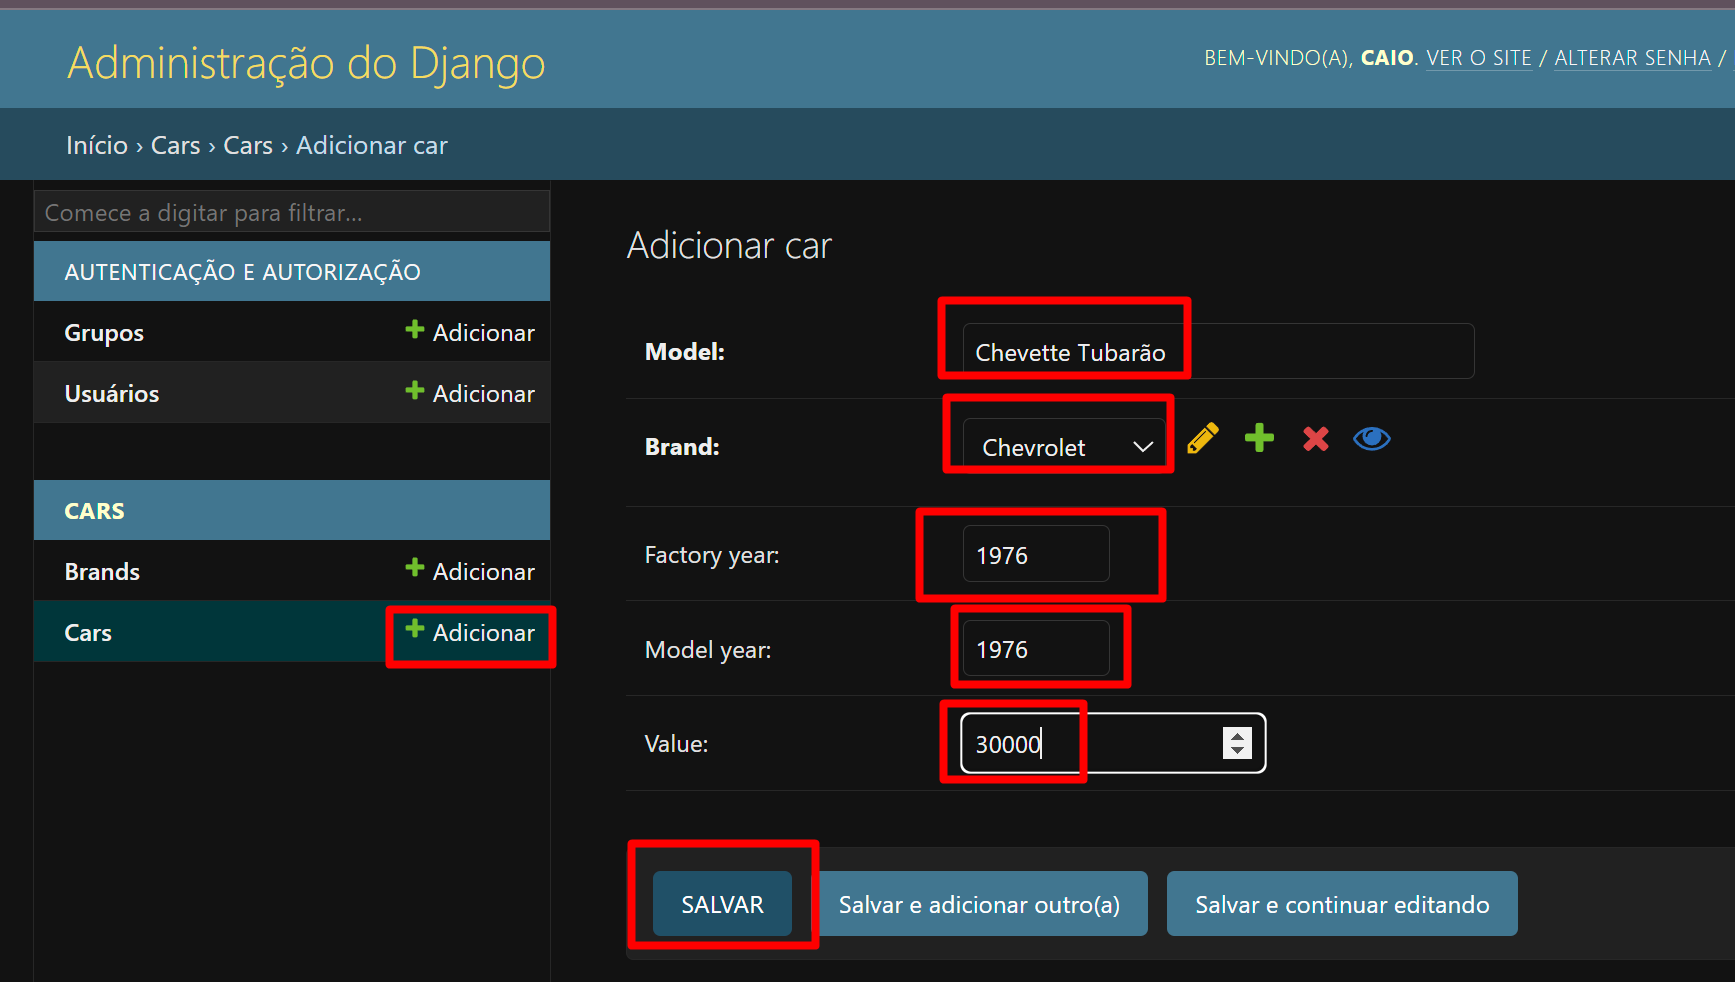 Administração do Django
BEM-VINDO(A), CAIO. VER O SITE / ALTERAR SENHA /
Início › Cars › Cars › Adicionar car
Comece a digitar para filtrar...
AUTENTICAÇÃO E AUTORIZAÇÃO
Grupos Adicionar
Usuários Adicionar
CARS
Brands Adicionar
Cars Adicionar
Adicionar car
Model: Chevette Tubarão
Brand: Chevrolet
Factory year: 1976
Model year: 1976
Value: 30000
SALVAR Salvar e adicionar outro(a) Salvar e continuar editando